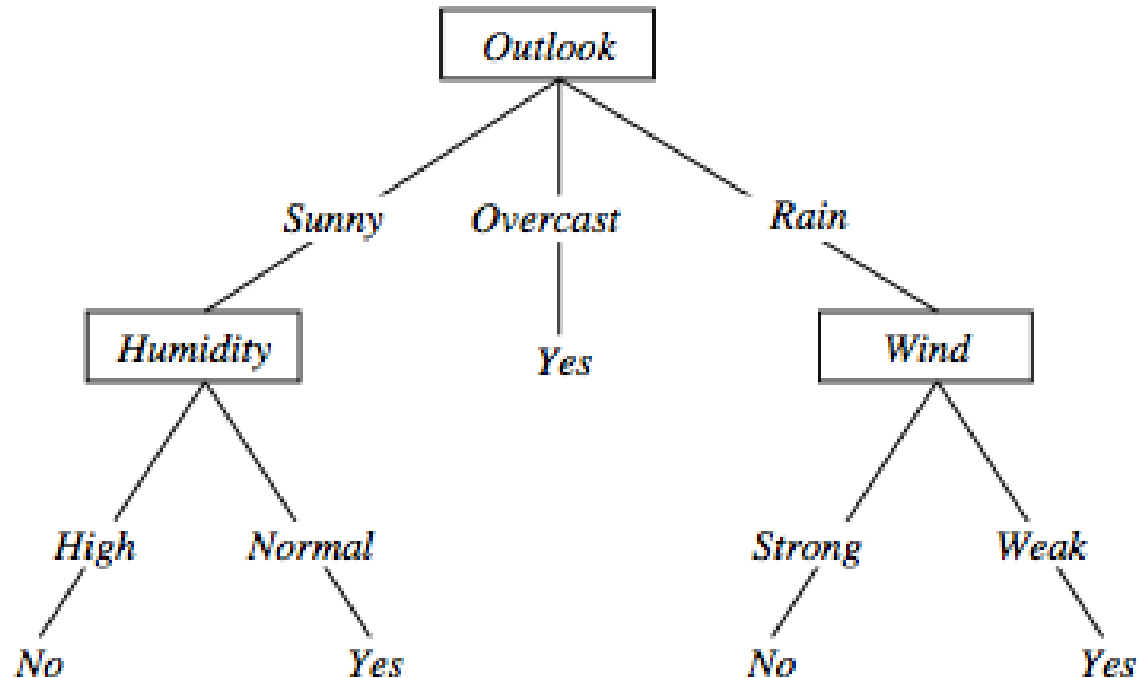 Outlook
Sunny Overcast Rain
Humidity Yes Wind
High Normal Strong Weak
No Yes No Yes